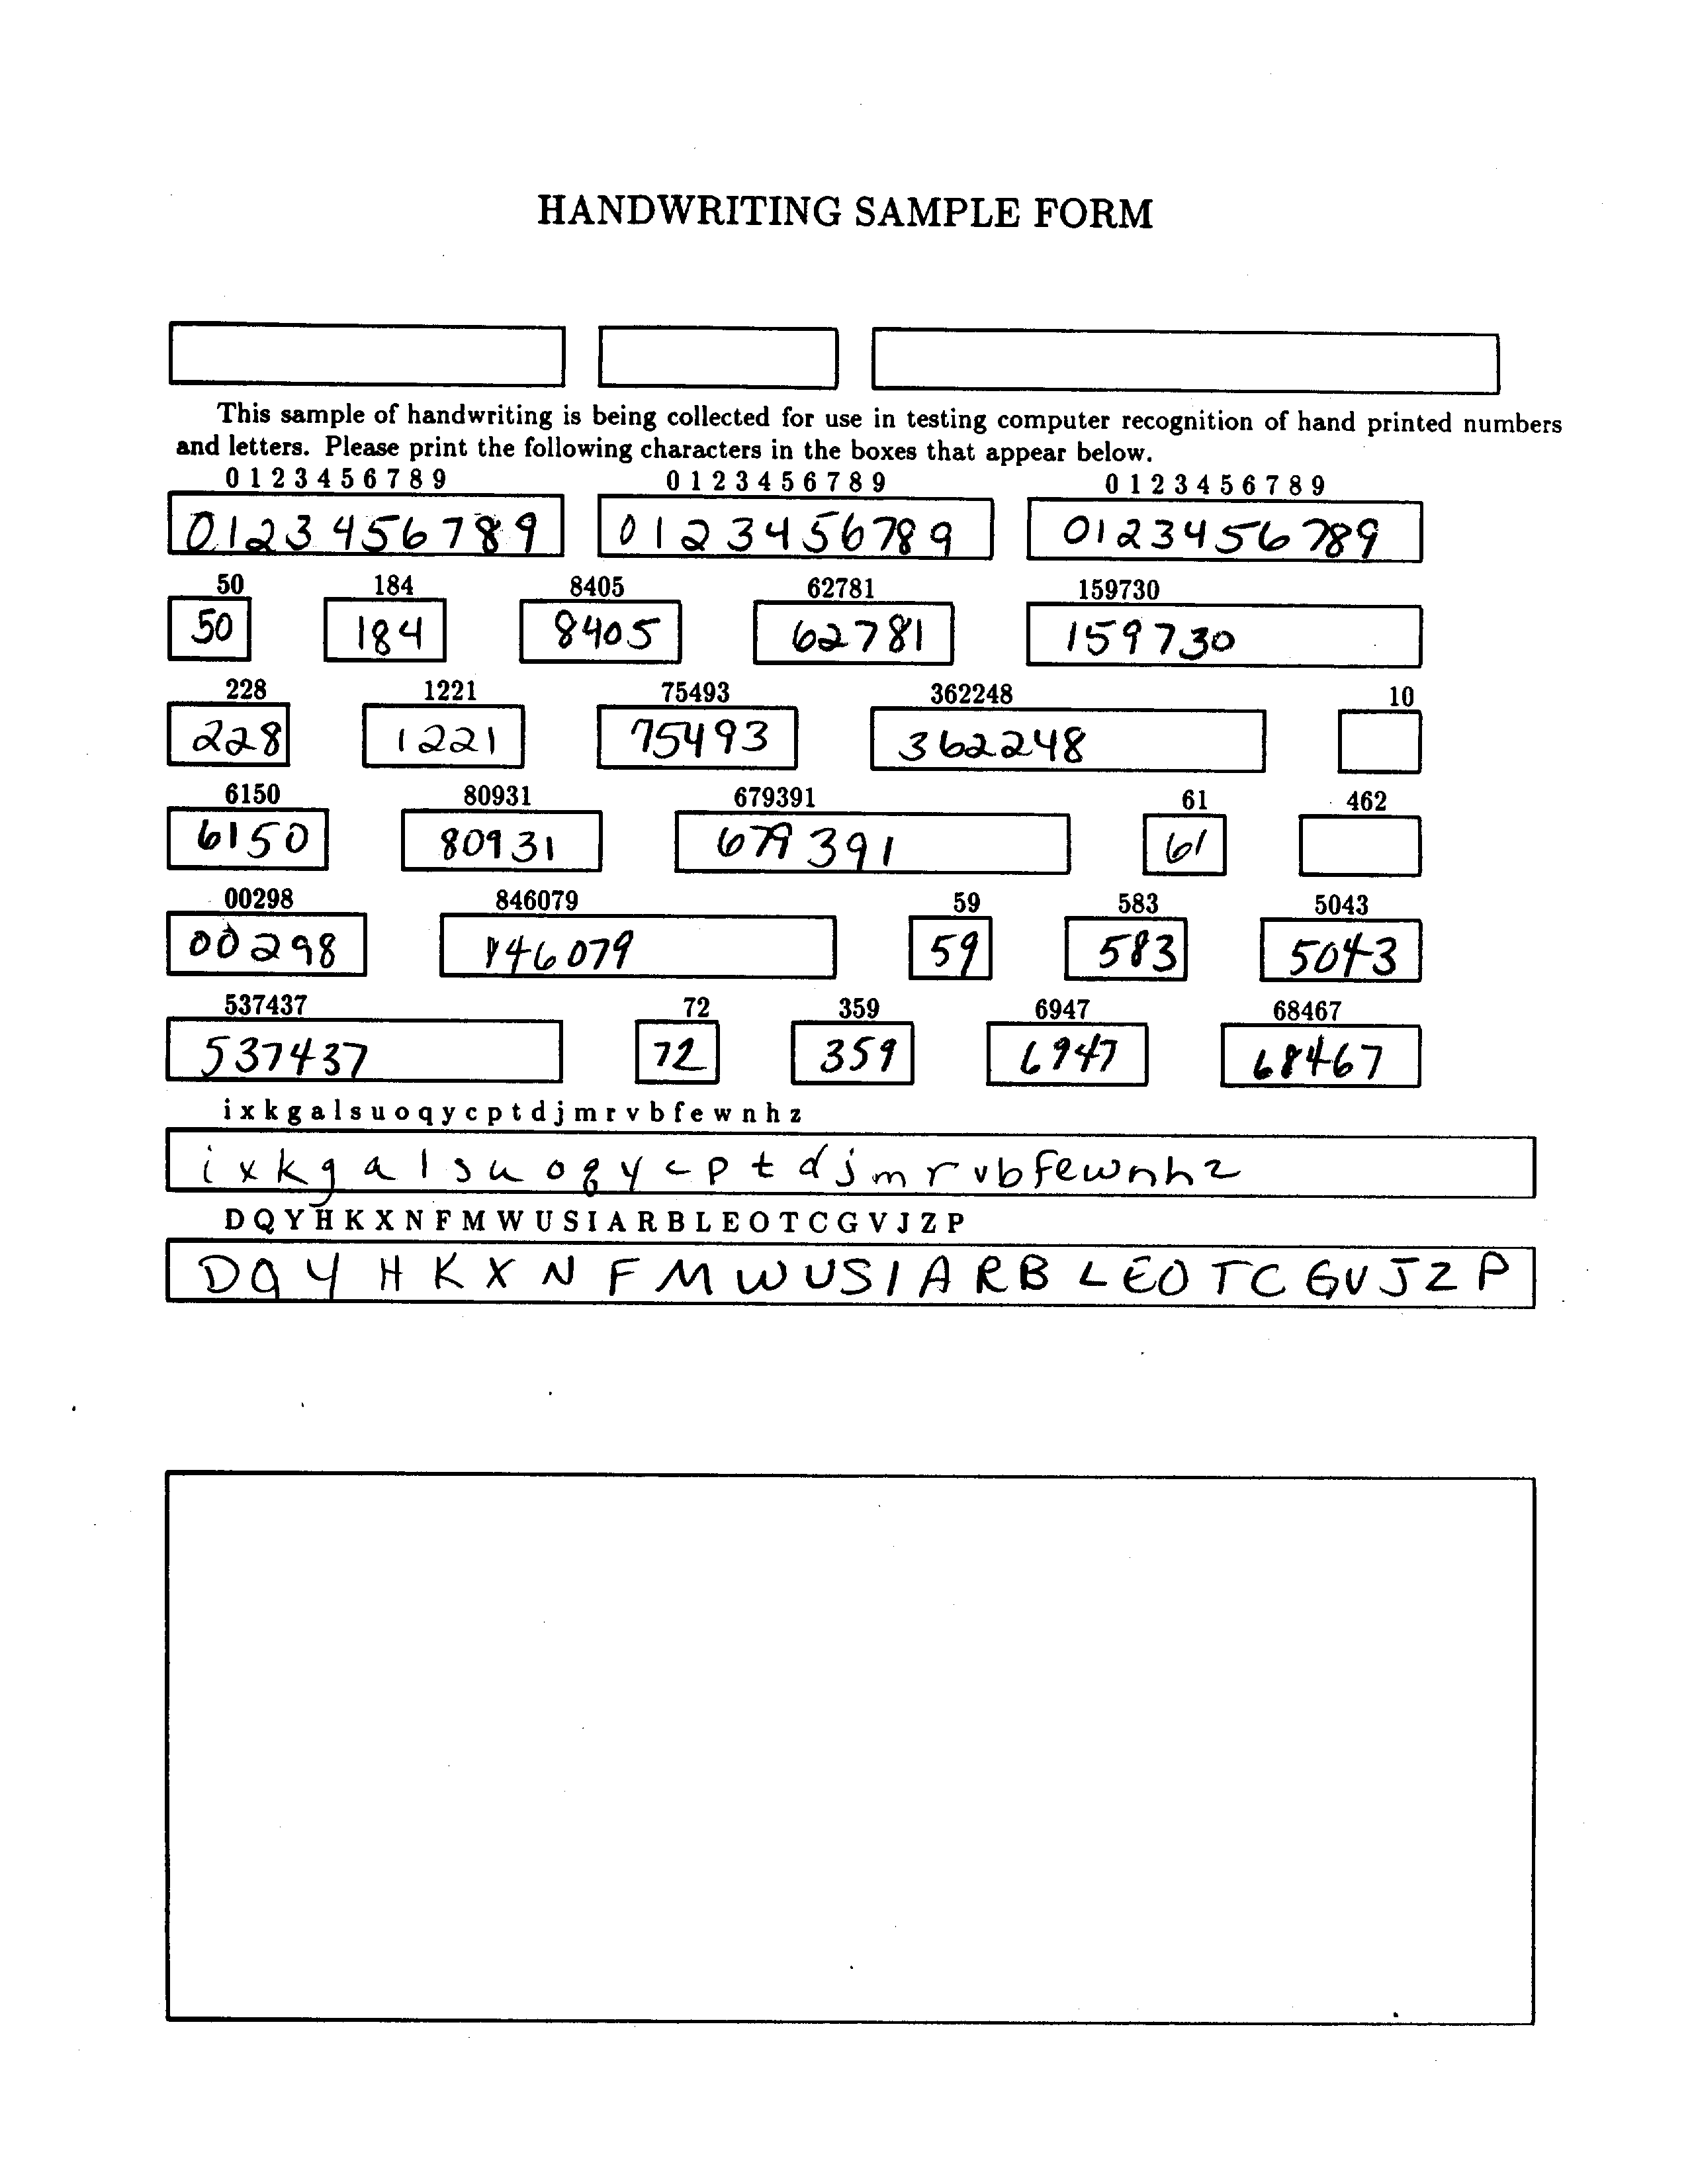 HANDWRITING SAMPLE FORM
This sample of handwriting is being collected for use in testing computer recognition of hand printed numbers
and letters. Please print the following characters in the boxes that appear below.
0 1 2 3 4 5 6 7 8 9 0 1 2 3 4 5 6 7 8 9 0 1 2 3 4 5 6 7 8 9
0123456789 0123456789 0123456789
50 184 8405 62781 159730
50 184 8405 62781 159730
228 1221 75493 362248 10
228 1221 75493 362248
6150 80931 679391 61 462
6150 80931 679391 61
00298 846079 59 583 5043
00298 846079 59 583 5043
537437 72 359 6947 68467
537437 72 359 6947 68467
i x k g a l s u o q y c p t d j m r v b f e w n h z
i x k g a l s u o q y c p t d j m r v b f e w n h z
D Q Y H K X N F M W U S I A R B L E O T C G V J Z P
D Q Y H K X N F M W U S I A R B L E O T C G V J Z P